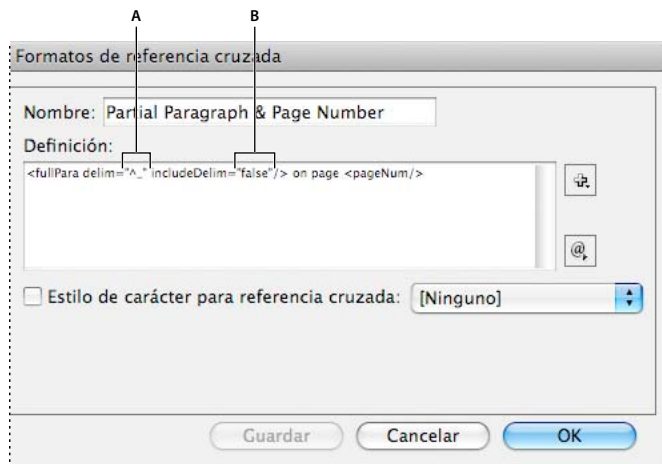 A B
Formatos de referencia cruzada
Nombre: Partial Paragraph & Page Number
Definición:
<fullPara delim="^_" includeDelim="false"/> on page <pageNum/>
@
Estilo de carácter para referencia cruzada: [Ninguno]
Guardar Cancelar OK